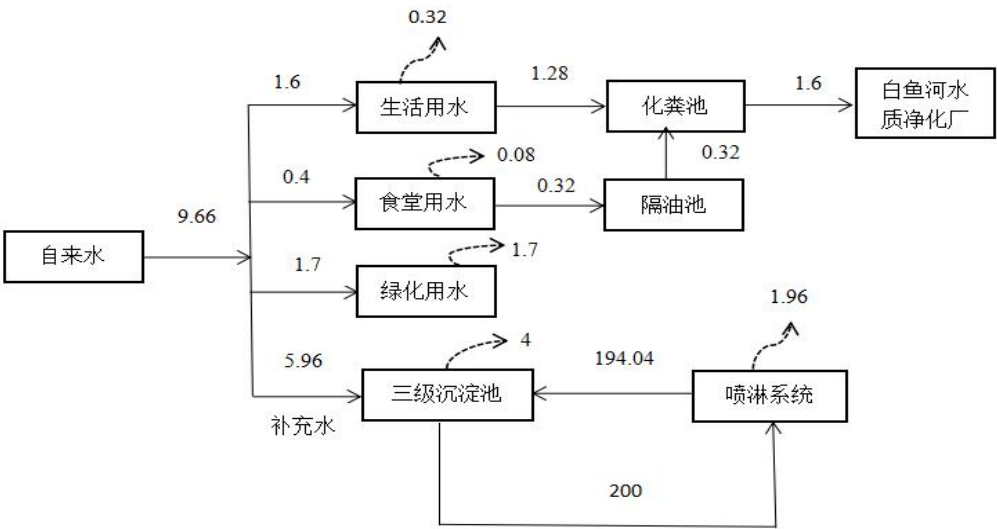 0.32
1.6
1.28
1.6
生活用水
化粪池
白鱼河水
质净化厂
0.08
0.32
0.4
0.32
食堂用水
隔油池
9.66
自来水
1.7
1.7
绿化用水
1.96
4
5.96
194.04
三级沉淀池
喷淋系统
补充水
200